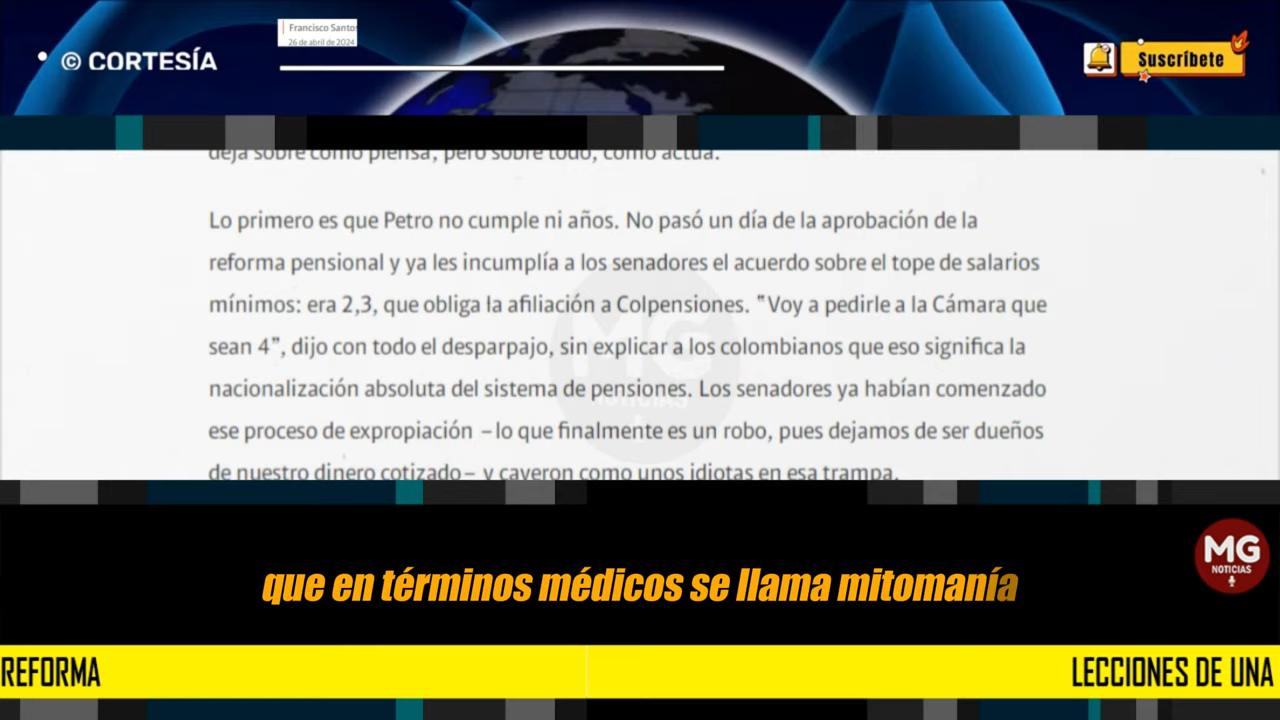 Francisco Santos
26 de abril de 2024
© CORTESÍA
Suscríbete
deja sobre cómo piensa, pero sobre todo, cómo actúa.
Lo primero es que Petro no cumple ni años. No pasó un día de la aprobación de la
reforma pensional y ya les incumplía a los senadores el acuerdo sobre el tope de salarios
mínimos: era 2,3, que obliga la afiliación a Colpensiones. "Voy a pedirle a la Cámara que
sean 4", dijo con todo el desparpajo, sin explicar a los colombianos que eso significa la
nacionalización absoluta del sistema de pensiones. Los senadores ya habían comenzado
ese proceso de expropiación –lo que finalmente es un robo, pues dejamos de ser dueños
de nuestro dinero cotizado– y cayeron como unos idiotas en esa trampa.
MG
NOTICIAS
que en términos médicos se llama mitomanía
MG
NOTICIAS
REFORMA
LECCIONES DE UNA